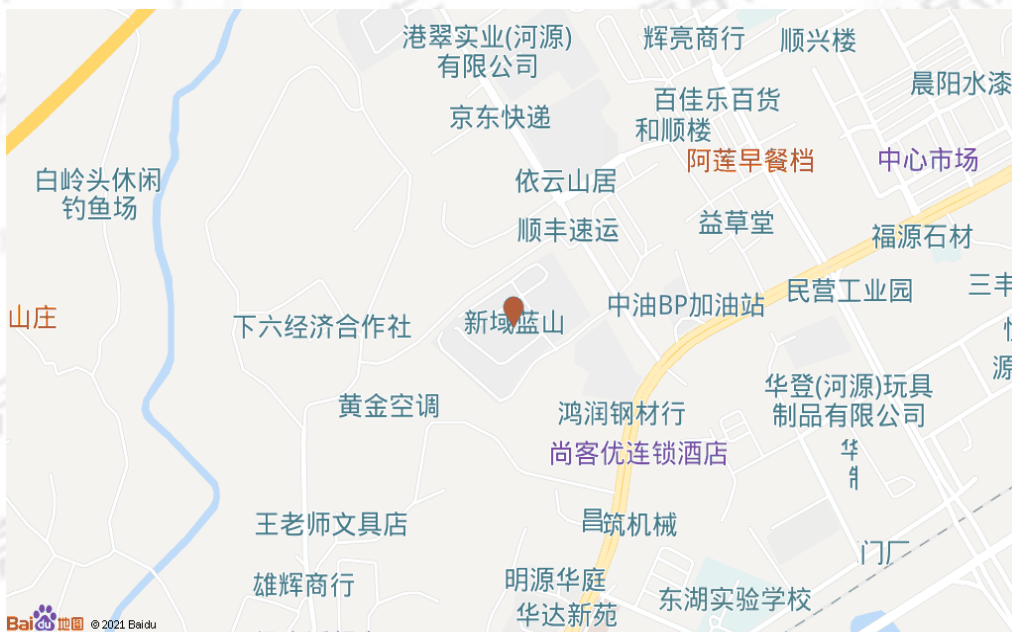 港翠实业(河源)
有限公司
辉亮商行
顺兴楼
晨阳水漆
京东快递
百佳乐百货
和顺楼
阿莲早餐档
中心市场
白岭头休闲
钓鱼场
依云山居
顺丰速运
益草堂
福源石材
山庄
下六经济合作社
新域蓝山
中油BP加油站
民营工业园
三丰
源
黄金空调
鸿润钢材行
华登(河源)玩具
制品有限公司
尚客优连锁酒店
华
王老师文具店
昌筑机械
门厂
雄辉商行
明源华庭
华达新苑
东湖实验学校
Bai du 地图 © 2021 Baidu